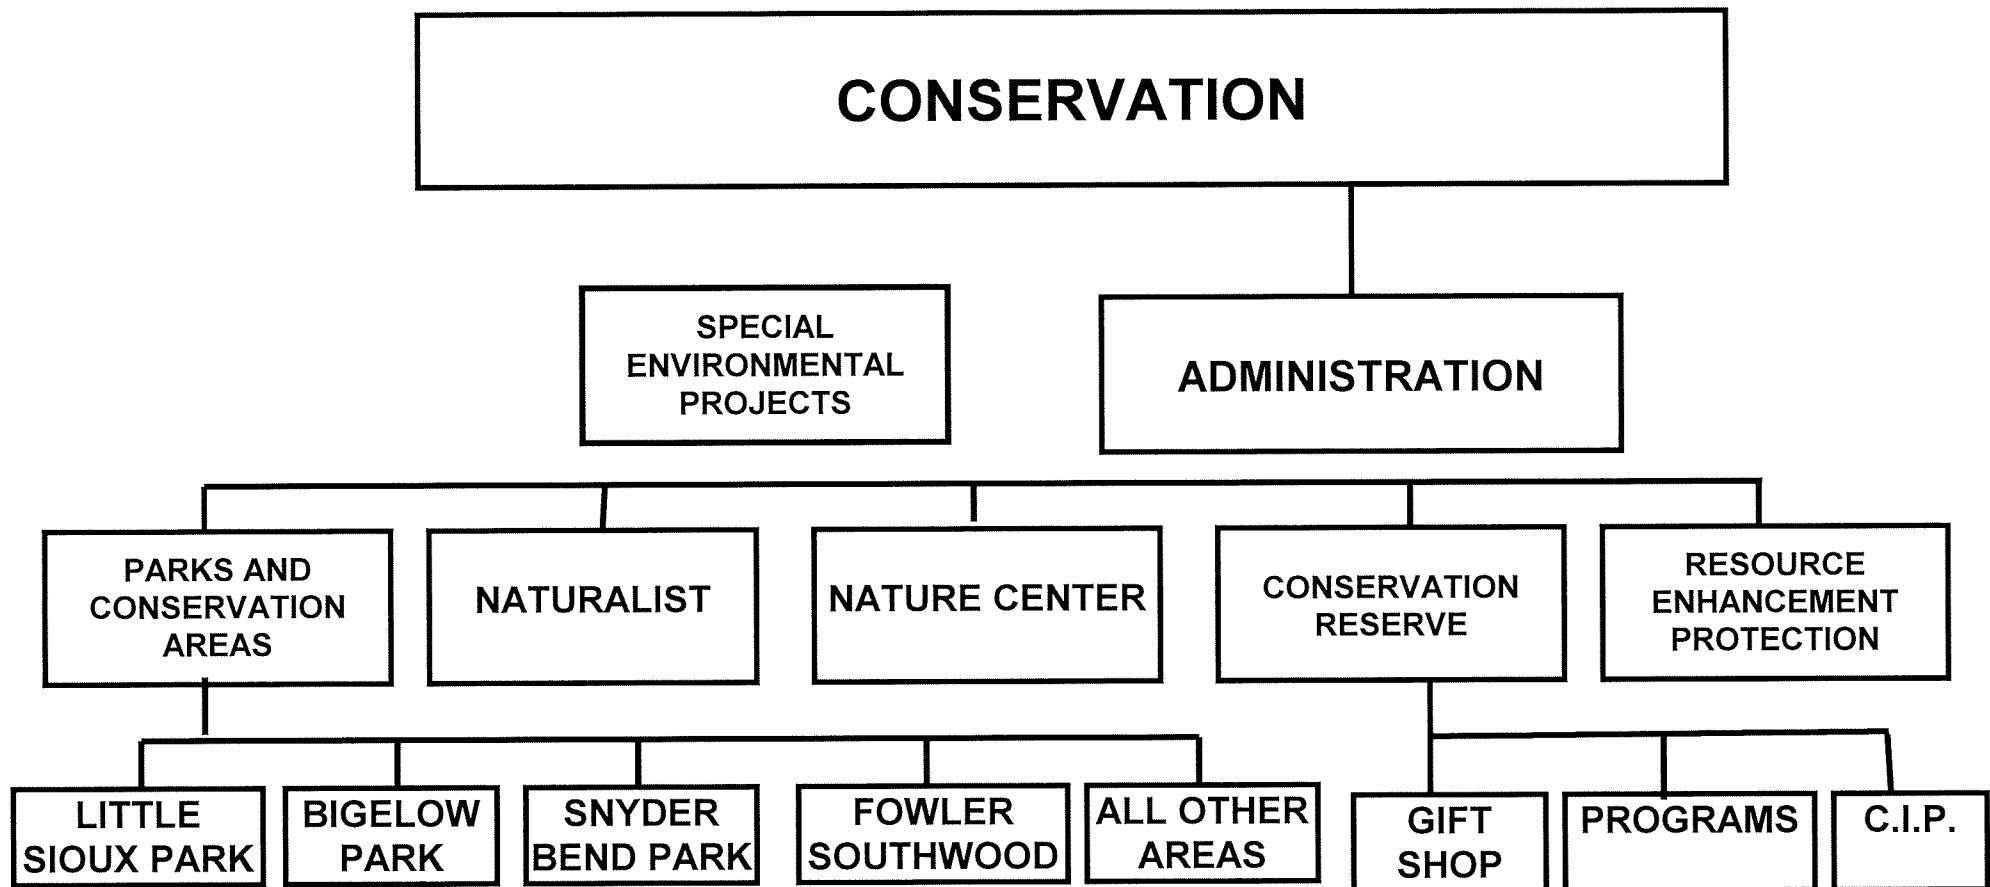 CONSERVATION
SPECIAL
ENVIRONMENTAL
PROJECTS
ADMINISTRATION
PARKS AND
CONSERVATION
AREAS
NATURALIST
NATURE CENTER
CONSERVATION
RESERVE
RESOURCE
ENHANCEMENT
PROTECTION
LITTLE
SIOUX PARK
BIGELOW
PARK
SNYDER
BEND PARK
FOWLER
SOUTHWOOD
ALL OTHER
AREAS
GIFT
SHOP
PROGRAMS
C.I.P.